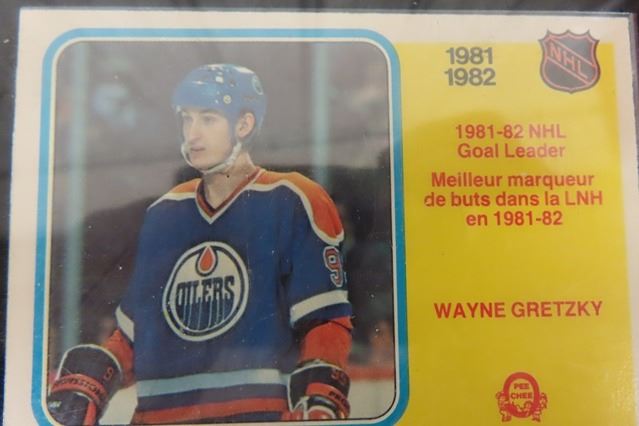 1981
1982
NHL
1981-82 NHL
Goal Leader
Meilleur marqueur
de buts dans la LNH
en 1981-82
WAYNE GRETZKY
OILERS
9
PEE
CHEE